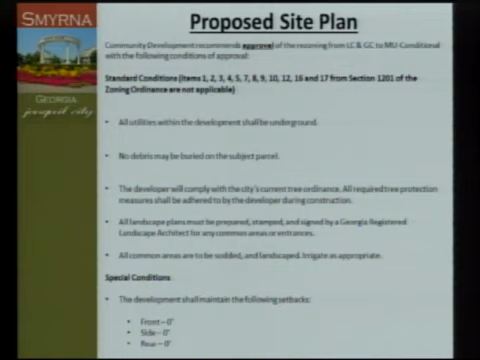 SMYRNA
GEORGIA
jonquil city
Proposed Site Plan
Community Development recommends approval of the rezoning from LC & GC to MU-Conditional
with the following conditions of approval:
Standard Conditions (Items 1, 2, 3, 4, 5, 7, 8, 9, 10, 12, 16 and 17 from Section 1201 of the
Zoning Ordinance are not applicable)
• All utilities within the development shall be underground.
• No debris may be buried on the subject parcel.
• The developer will comply with the city's current tree ordinance. All required tree protection
measures shall be adhered to by the developer during construction.
• All landscape plans must be prepared, stamped, and signed by a Georgia Registered
Landscape Architect for any common areas or entrances.
• All common areas are to be sodded, and landscaped. Irrigate as appropriate.
Special Conditions
• The development shall maintain the following setbacks:
• Front – 0'
• Side – 0'
• Rear – 0'